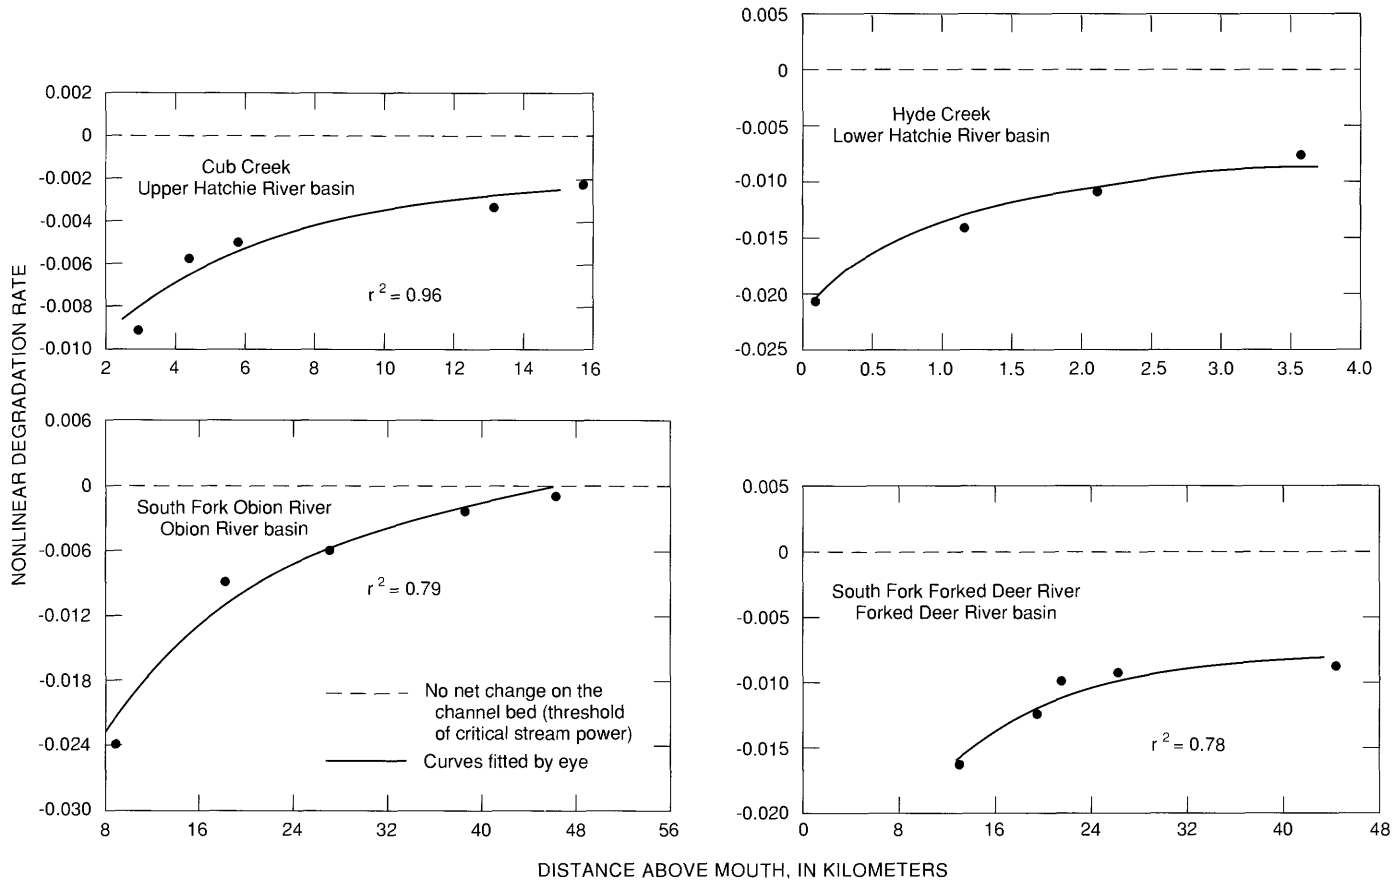 NONLINEAR DEGRADATION RATE
0.002
0
-0.002
-0.004
-0.006
-0.008
-0.010
Cub Creek
Upper Hatchie River basin
r 2 = 0.96
2 4 6 8 10 12 14 16
0.005
0
-0.005
-0.010
-0.015
-0.020
-0.025
Hyde Creek
Lower Hatchie River basin
0 0.5 1.0 1.5 2.0 2.5 3.0 3.5 4.0
0.006
0
-0.006
-0.012
-0.018
-0.024
-0.030
South Fork Obion River
Obion River basin
r 2 = 0.79
No net change on the
channel bed (threshold
of critical stream power)
Curves fitted by eye
8 16 24 32 40 48 56
0.005
0
-0.005
-0.010
-0.015
-0.020
South Fork Forked Deer River
Forked Deer River basin
r 2 = 0.78
0 8 16 24 32 40 48
DISTANCE ABOVE MOUTH, IN KILOMETERS